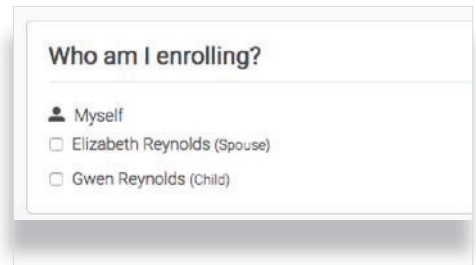 Who am I enrolling?
Myself
Elizabeth Reynolds (Spouse)
Gwen Reynolds (Child)